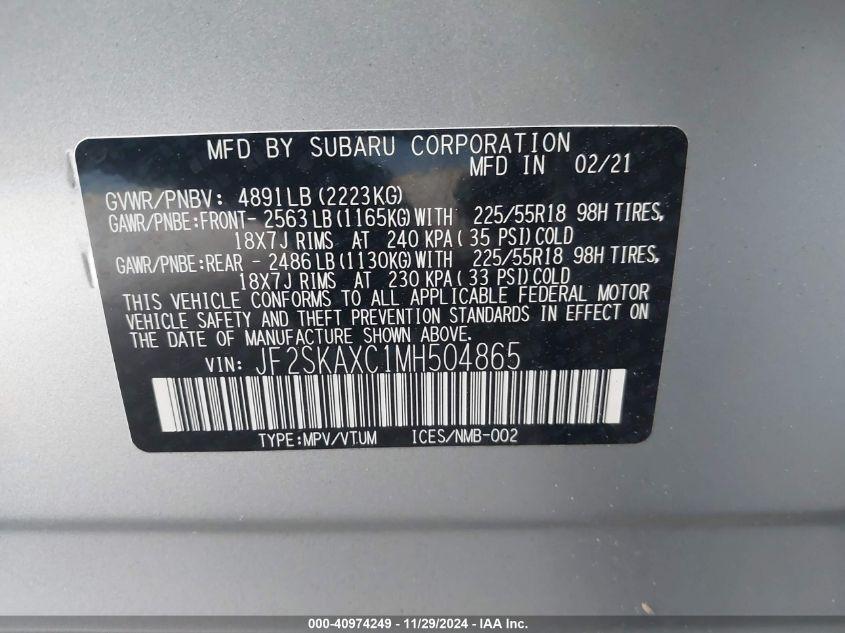 MFD BY SUBARU CORPORATION
MFD IN 02/21
GVWR/PNBV: 4891LB (2223KG)
GAWR/PNBE:FRONT- 2563LB (1165KG) WITH 225/55R18 98H TIRES,
18X7J RIMS AT 240 KPA( 35 PSI)COLD
GAWR/PNBE:REAR - 2486LB (1130KG) WITH 225/55R18 98H TIRES,
18X7J RIMS AT 230 KPA( 33 PSI)COLD
THIS VEHICLE CONFORMS TO ALL APPLICABLE FEDERAL MOTOR
VEHICLE SAFETY AND THEFT PREVENTION STANDARDS IN EFFECT ON
THE DATE OF MANUFACTURE SHOWN ABOVE.
VIN: JF2SKAXC1MH504865
TYPE:MPV/VTUM ICES/NMB-002
000-40974249 - 11/29/2024 - IAA Inc.